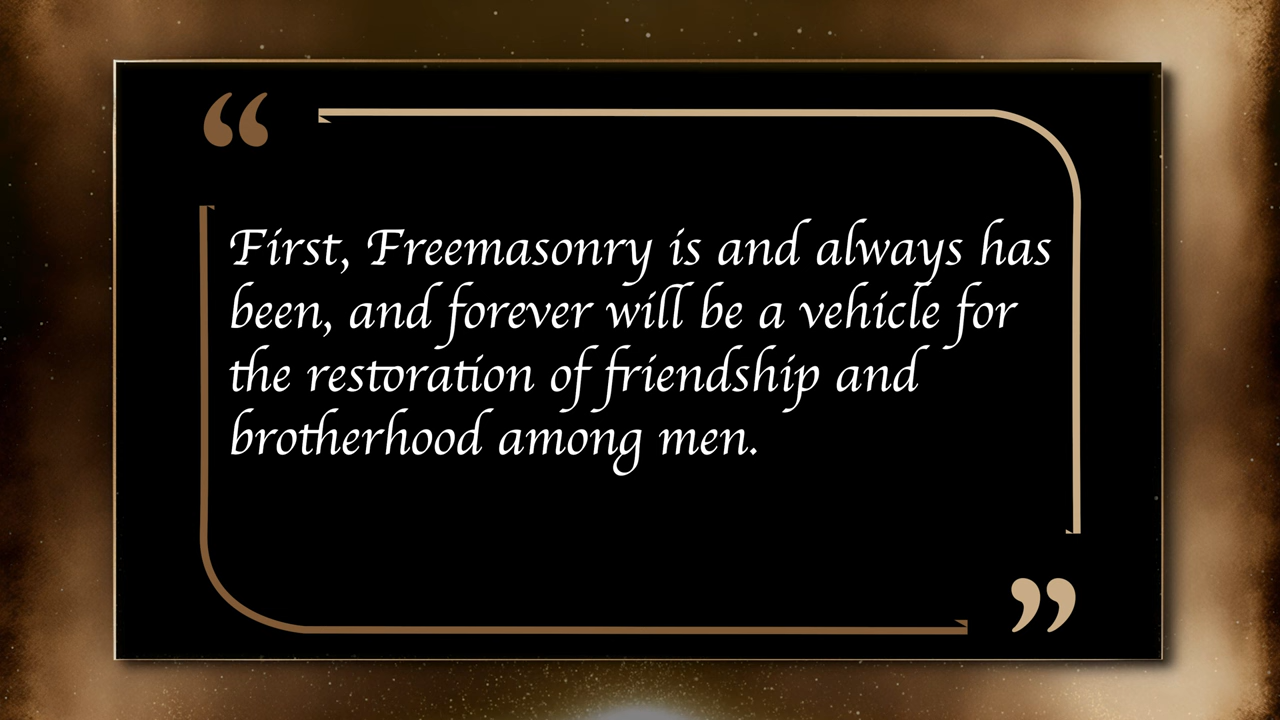 “
First, Freemasonry is and always has
been, and forever will be a vehicle for
the restoration of friendship and
brotherhood among men.
”